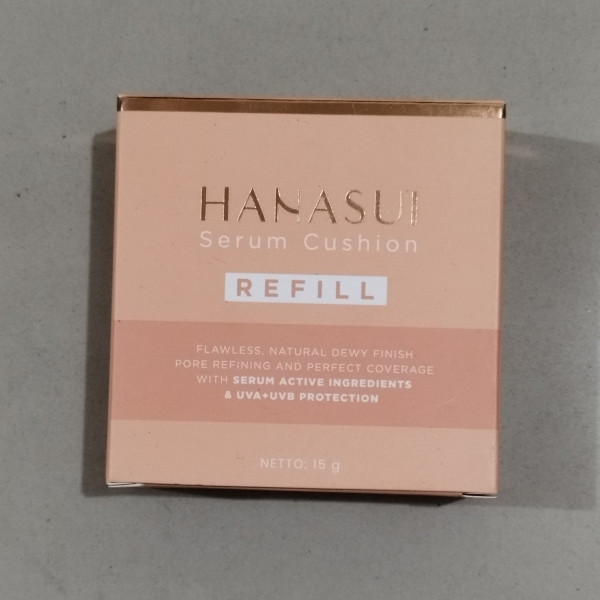 HANASUI
Serum Cushion
REFILL
FLAWLESS, NATURAL DEWY FINISH
PORE REFINING AND PERFECT COVERAGE
WITH SERUM ACTIVE INGREDIENTS
& UVA+UVB PROTECTION
NETTO: 15 g